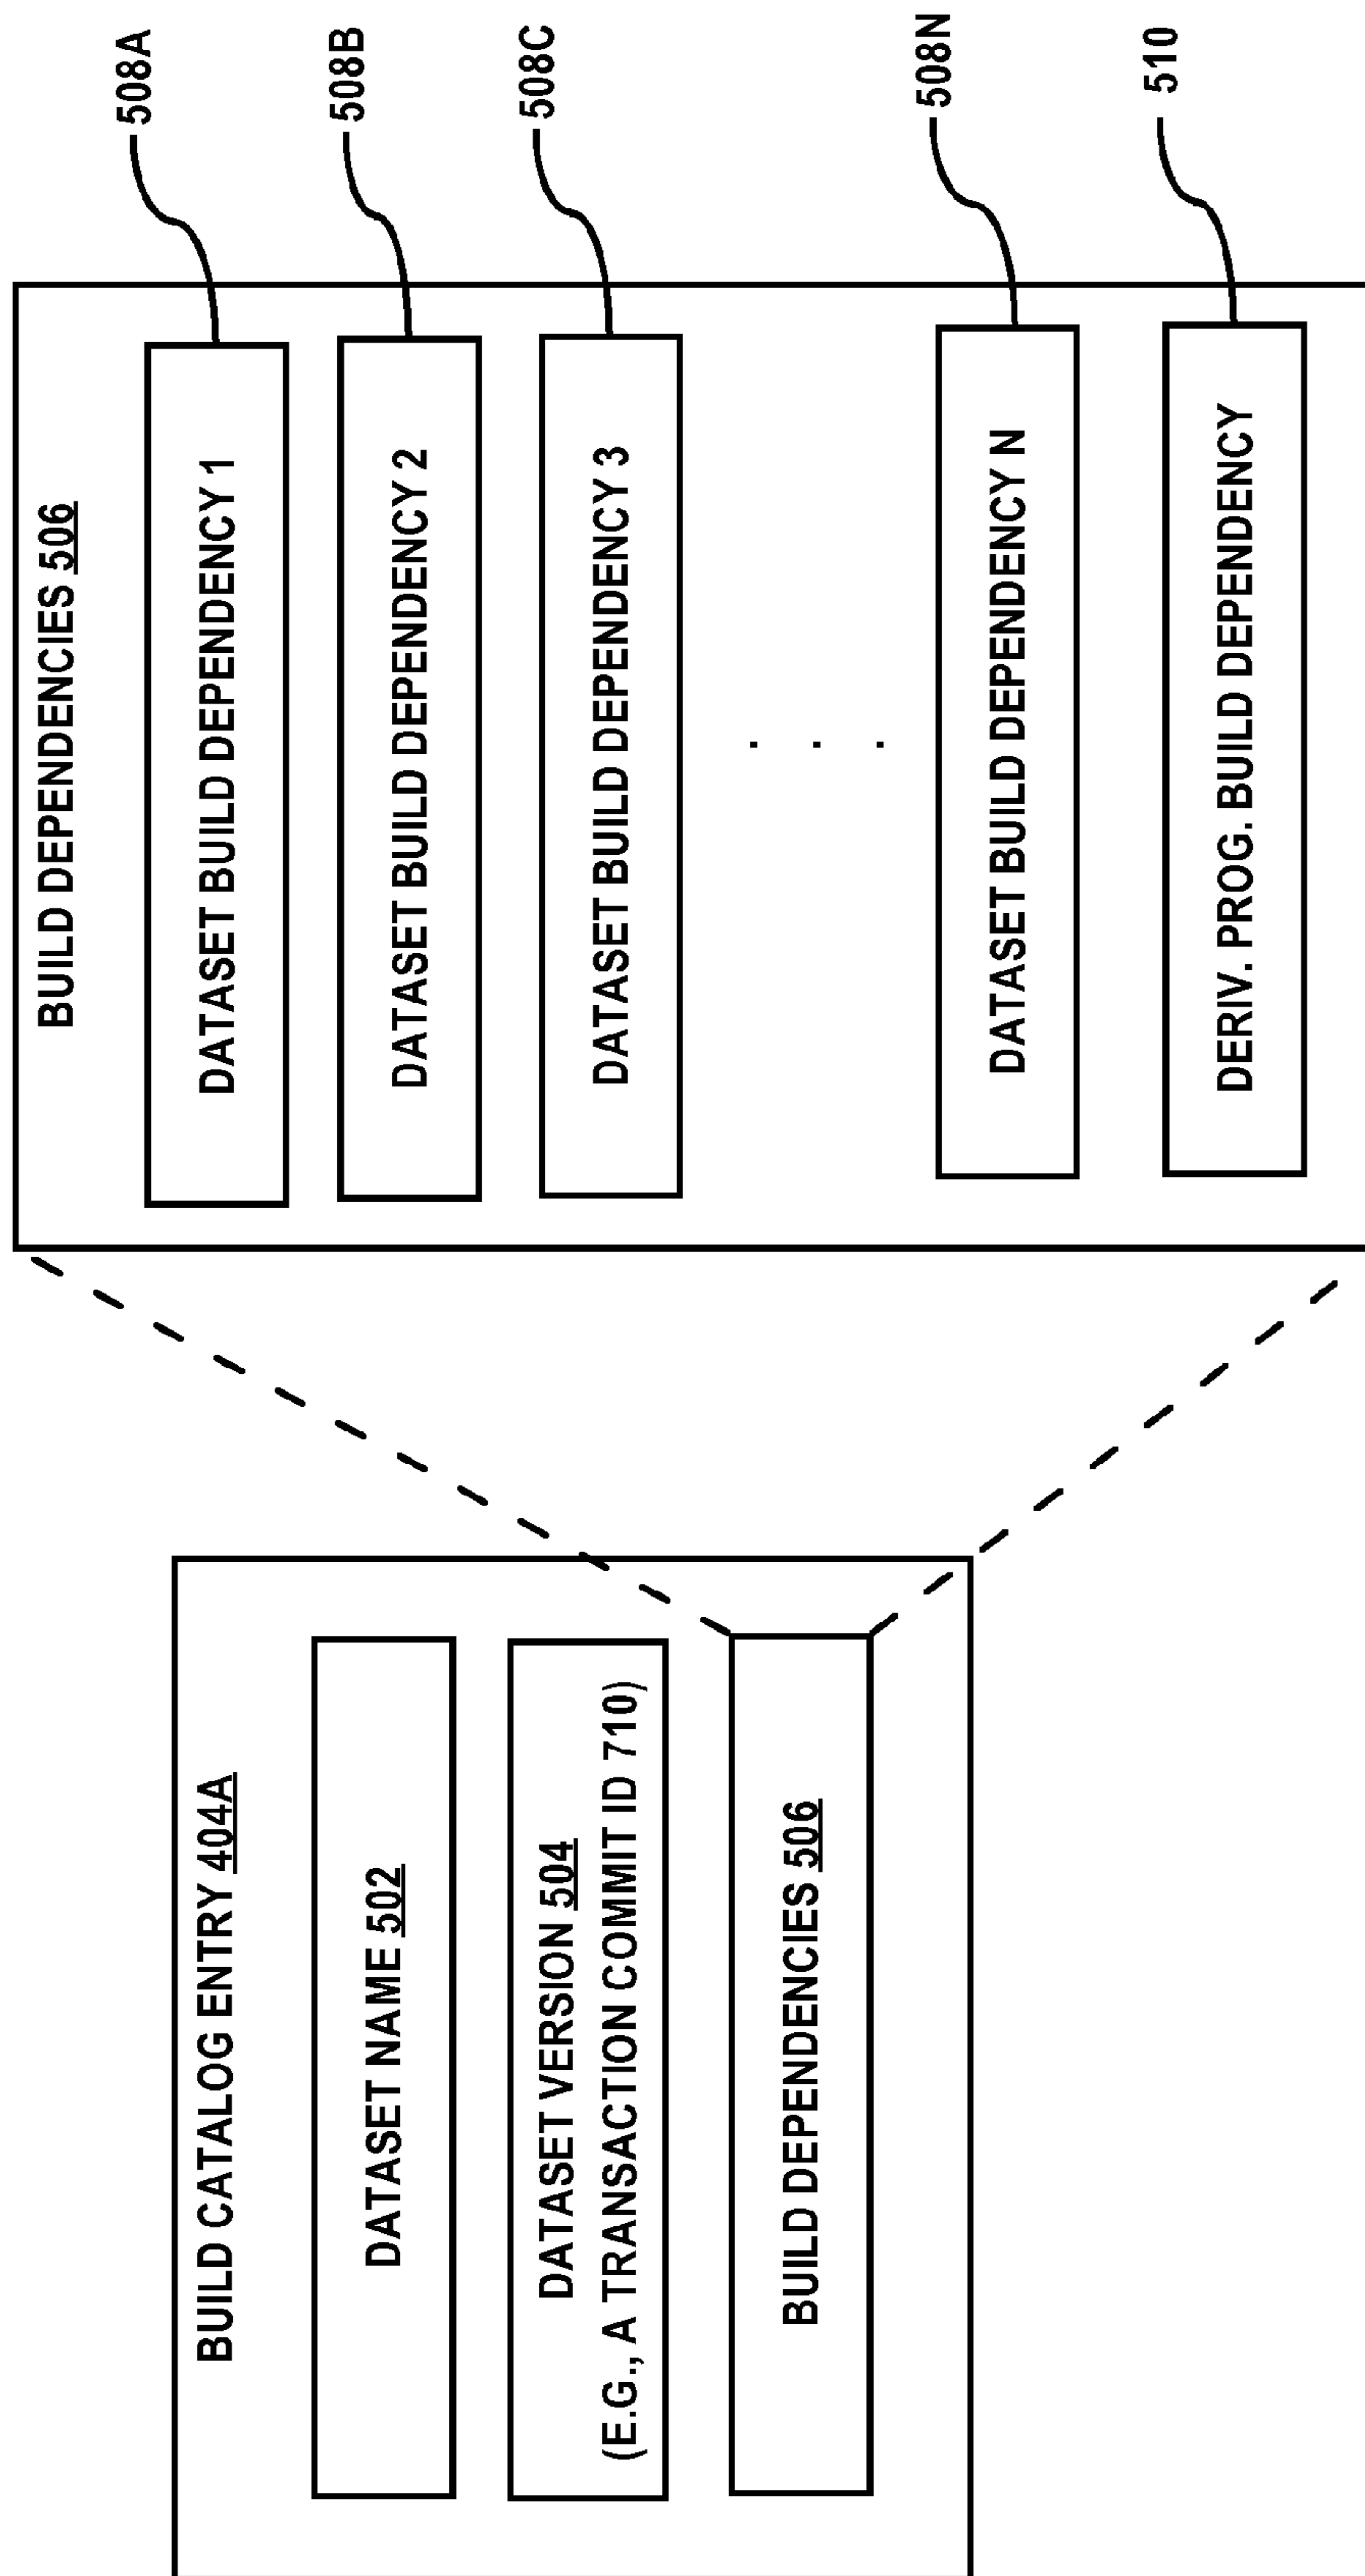 BUILD CATALOG ENTRY 404A
DATASET NAME 502
DATASET VERSION 504
(E.G., A TRANSACTION COMMIT ID 710)
BUILD DEPENDENCIES 506
BUILD DEPENDENCIES 506
DATASET BUILD DEPENDENCY 1
508A
DATASET BUILD DEPENDENCY 2
508B
DATASET BUILD DEPENDENCY 3
508C
. . .
DATASET BUILD DEPENDENCY N
508N
DERIV. PROG. BUILD DEPENDENCY
510